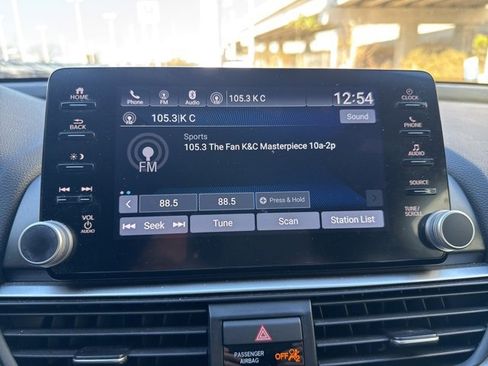 HOME
Phone FM Audio 105.3 K C 12:54
CLOCK
105.3|K C Sound
BACK
PHONE
Sports
105.3 The Fan K&C Masterpiece 10a-2p
AUDIO
FM
SOURCE
88.5 88.5 Press & Hold
VOL
AUDIO
Seek Tune Scan Station List
TUNE/
SCROLL
PASSENGER
AIRBAG
OFF